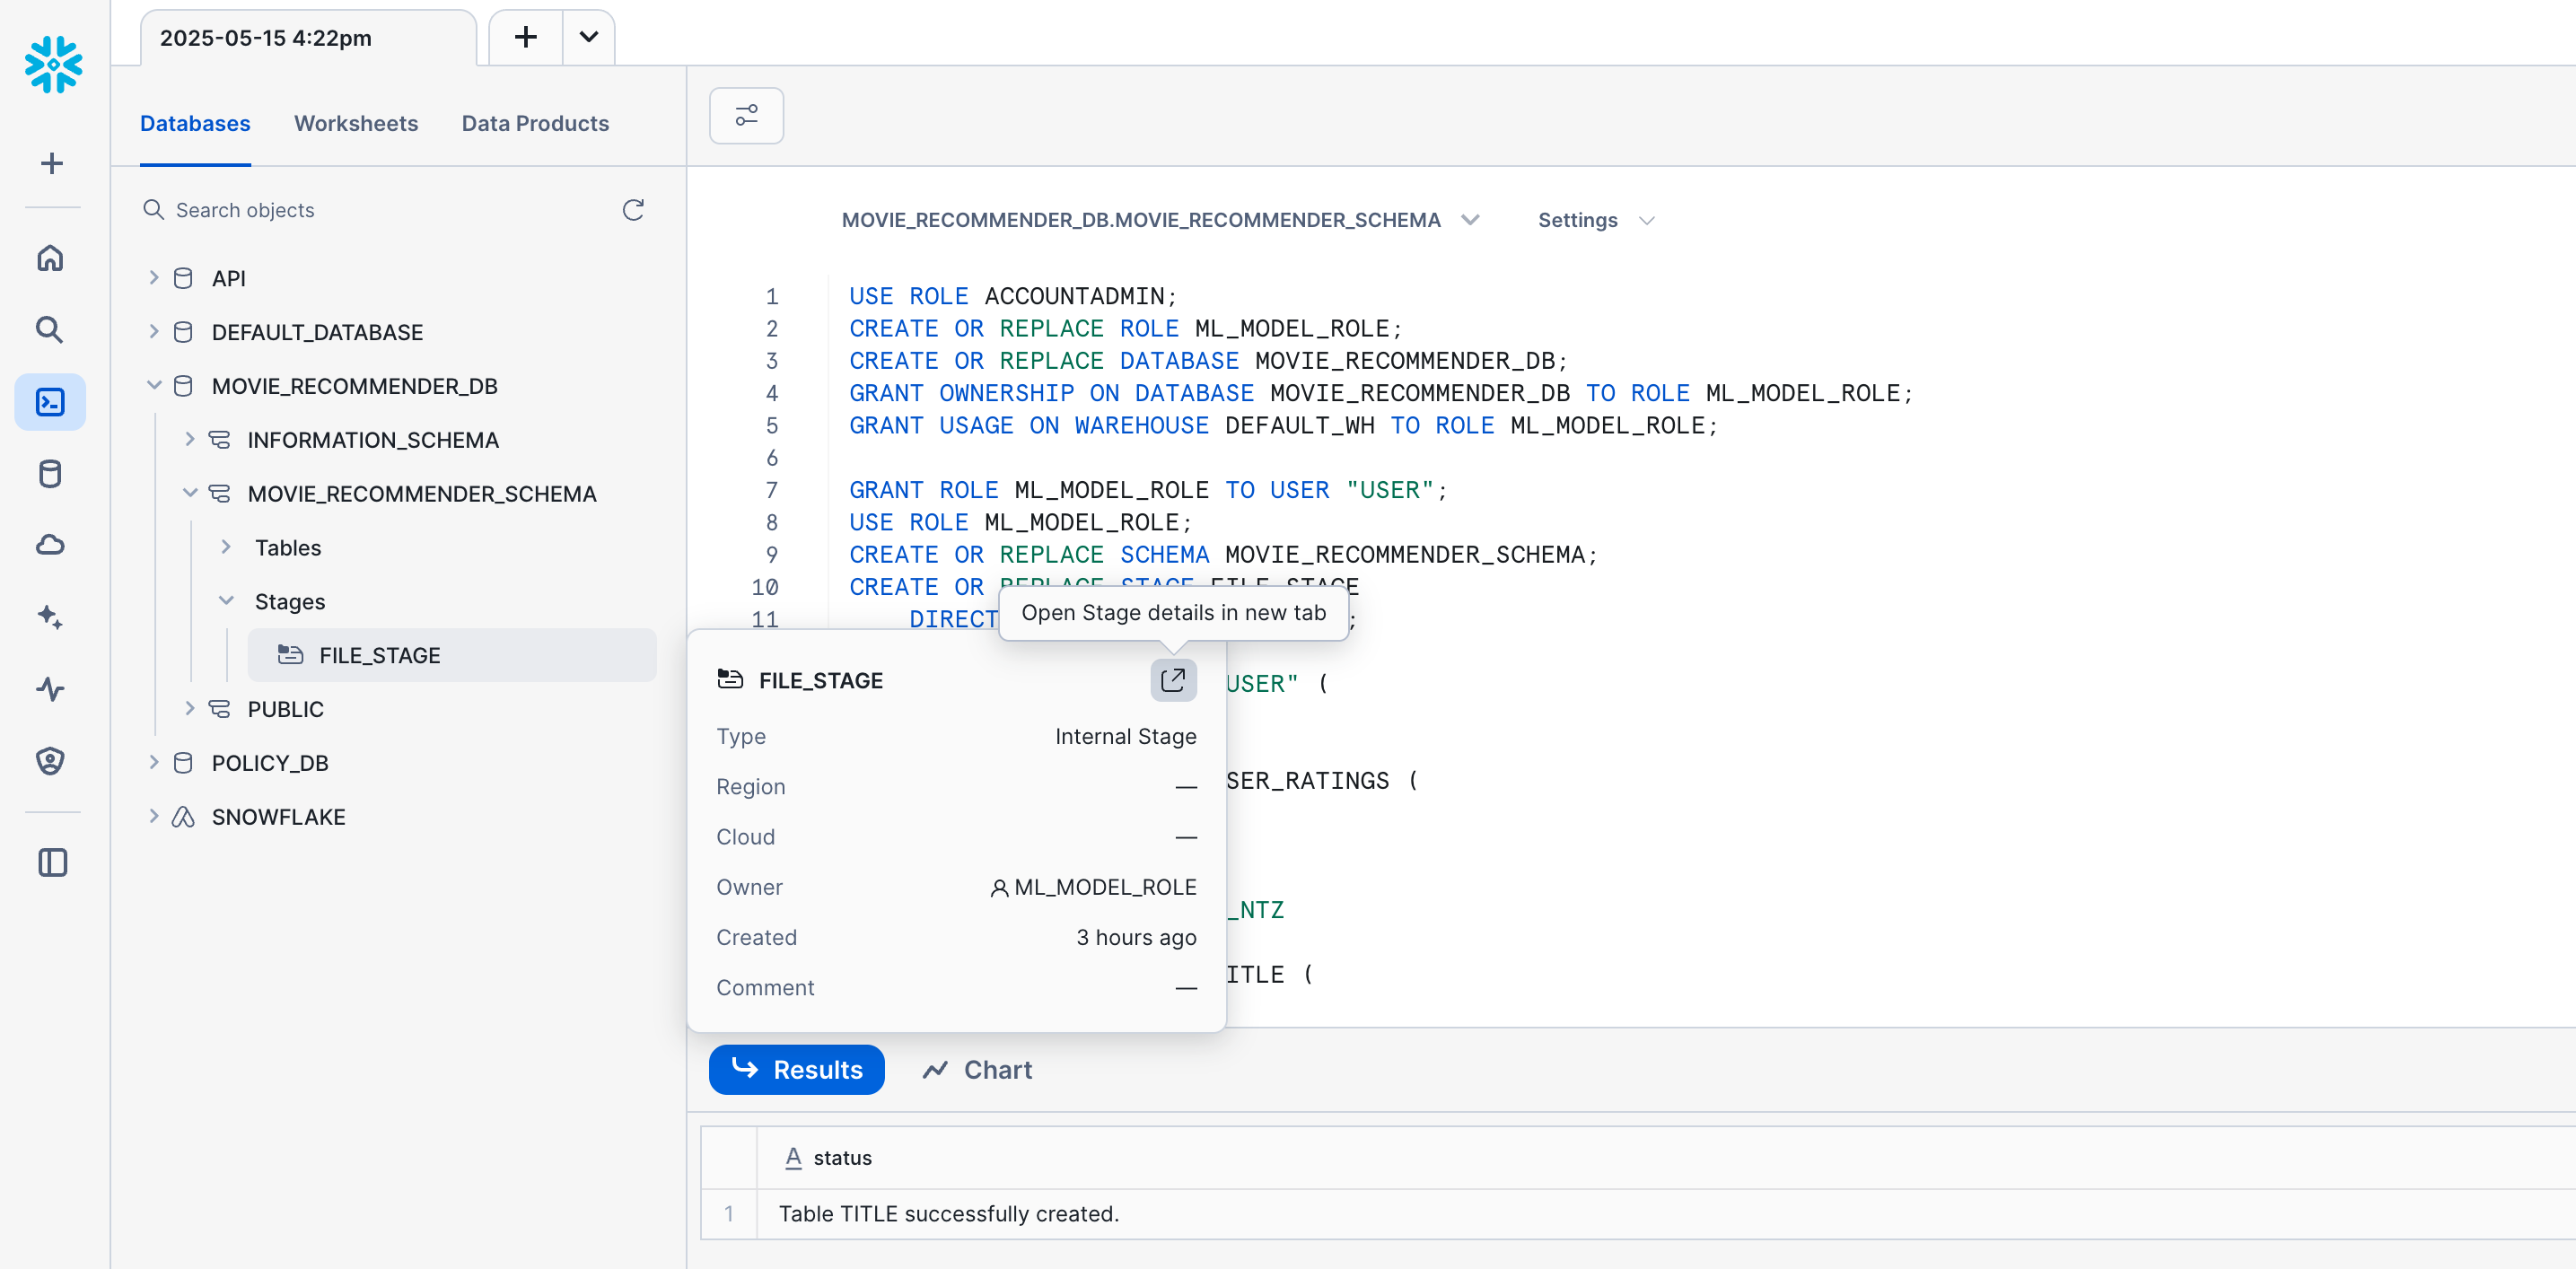 2025-05-15 4:22pm
Databases
Worksheets
Data Products
Search objects
API
DEFAULT_DATABASE
MOVIE_RECOMMENDER_DB
INFORMATION_SCHEMA
MOVIE_RECOMMENDER_SCHEMA
Tables
Stages
FILE_STAGE
PUBLIC
POLICY_DB
SNOWFLAKE
MOVIE_RECOMMENDER_DB.MOVIE_RECOMMENDER_SCHEMA
Settings
1 USE ROLE ACCOUNTADMIN;
2 CREATE OR REPLACE ROLE ML_MODEL_ROLE;
3 CREATE OR REPLACE DATABASE MOVIE_RECOMMENDER_DB;
4 GRANT OWNERSHIP ON DATABASE MOVIE_RECOMMENDER_DB TO ROLE ML_MODEL_ROLE;
5 GRANT USAGE ON WAREHOUSE DEFAULT_WH TO ROLE ML_MODEL_ROLE;
6
7 GRANT ROLE ML_MODEL_ROLE TO USER "USER";
8 USE ROLE ML_MODEL_ROLE;
9 CREATE OR REPLACE SCHEMA MOVIE_RECOMMENDER_SCHEMA;
10 CREATE OR REPLACE STAGE FILE_STAGE
11 DIRECT ;
Open Stage details in new tab
USER" (
SER_RATINGS (
_NTZ
ITLE (
FILE_STAGE
Type Internal Stage
Region —
Cloud —
Owner ML_MODEL_ROLE
Created 3 hours ago
Comment —
Results
Chart
A status
1 Table TITLE successfully created.